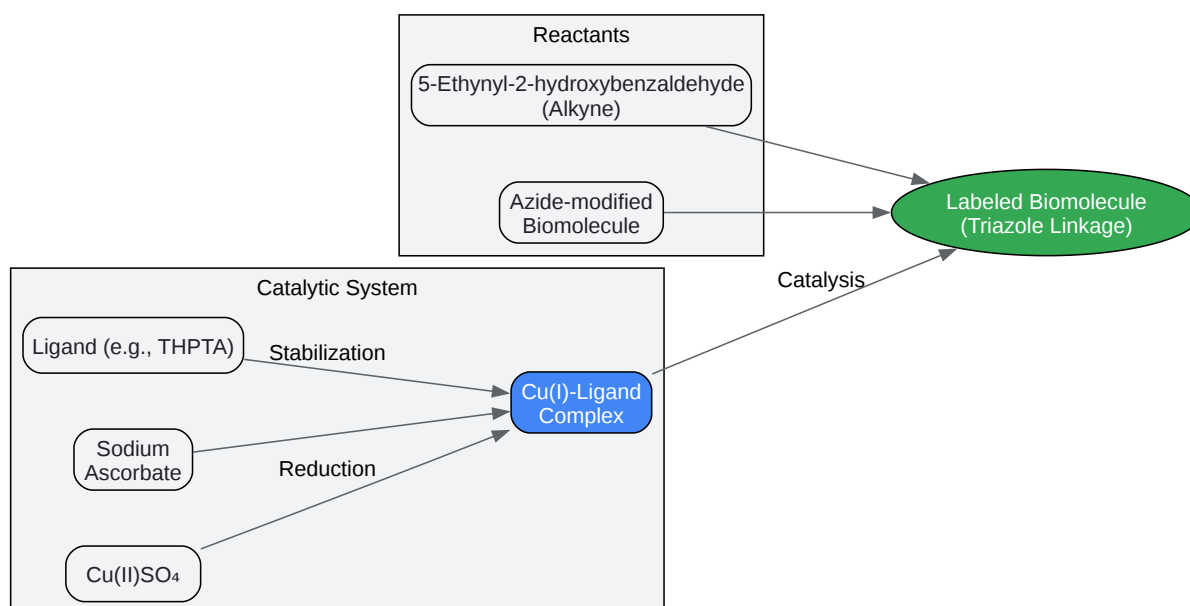 Reactants
5-Ethynyl-2-hydroxybenzaldehyde
(Alkyne)
Azide-modified
Biomolecule
Labeled Biomolecule
(Triazole Linkage)
Catalytic System
Catalysis
Ligand (e.g., THPTA)
Stabilization
Cu(I)-Ligand
Complex
Sodium
Ascorbate
Reduction
Cu(II)SO₄